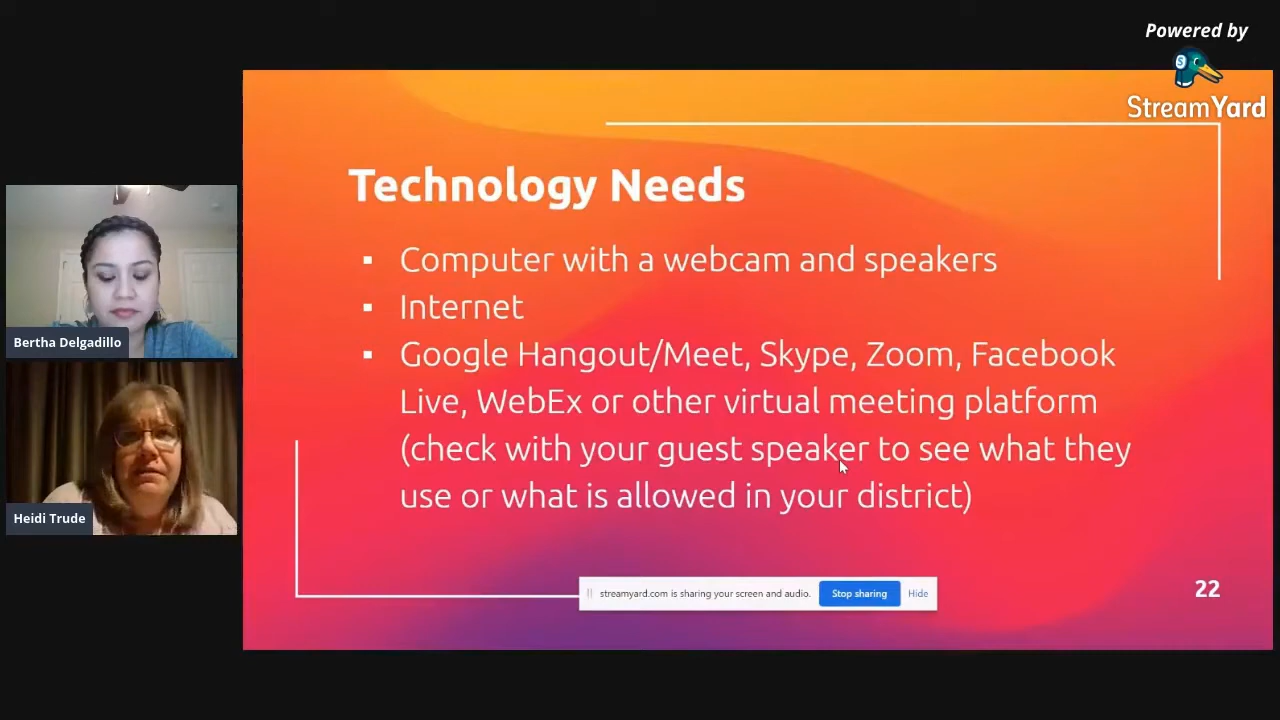 Powered by
StreamYard
Technology Needs
▪ Computer with a webcam and speakers
▪ Internet
▪ Google Hangout/Meet, Skype, Zoom, Facebook
Live, WebEx or other virtual meeting platform
(check with your guest speaker to see what they
use or what is allowed in your district)
Bertha Delgadillo
Heidi Trude
streamyard.com is sharing your screen and audio. Stop sharing Hide
22